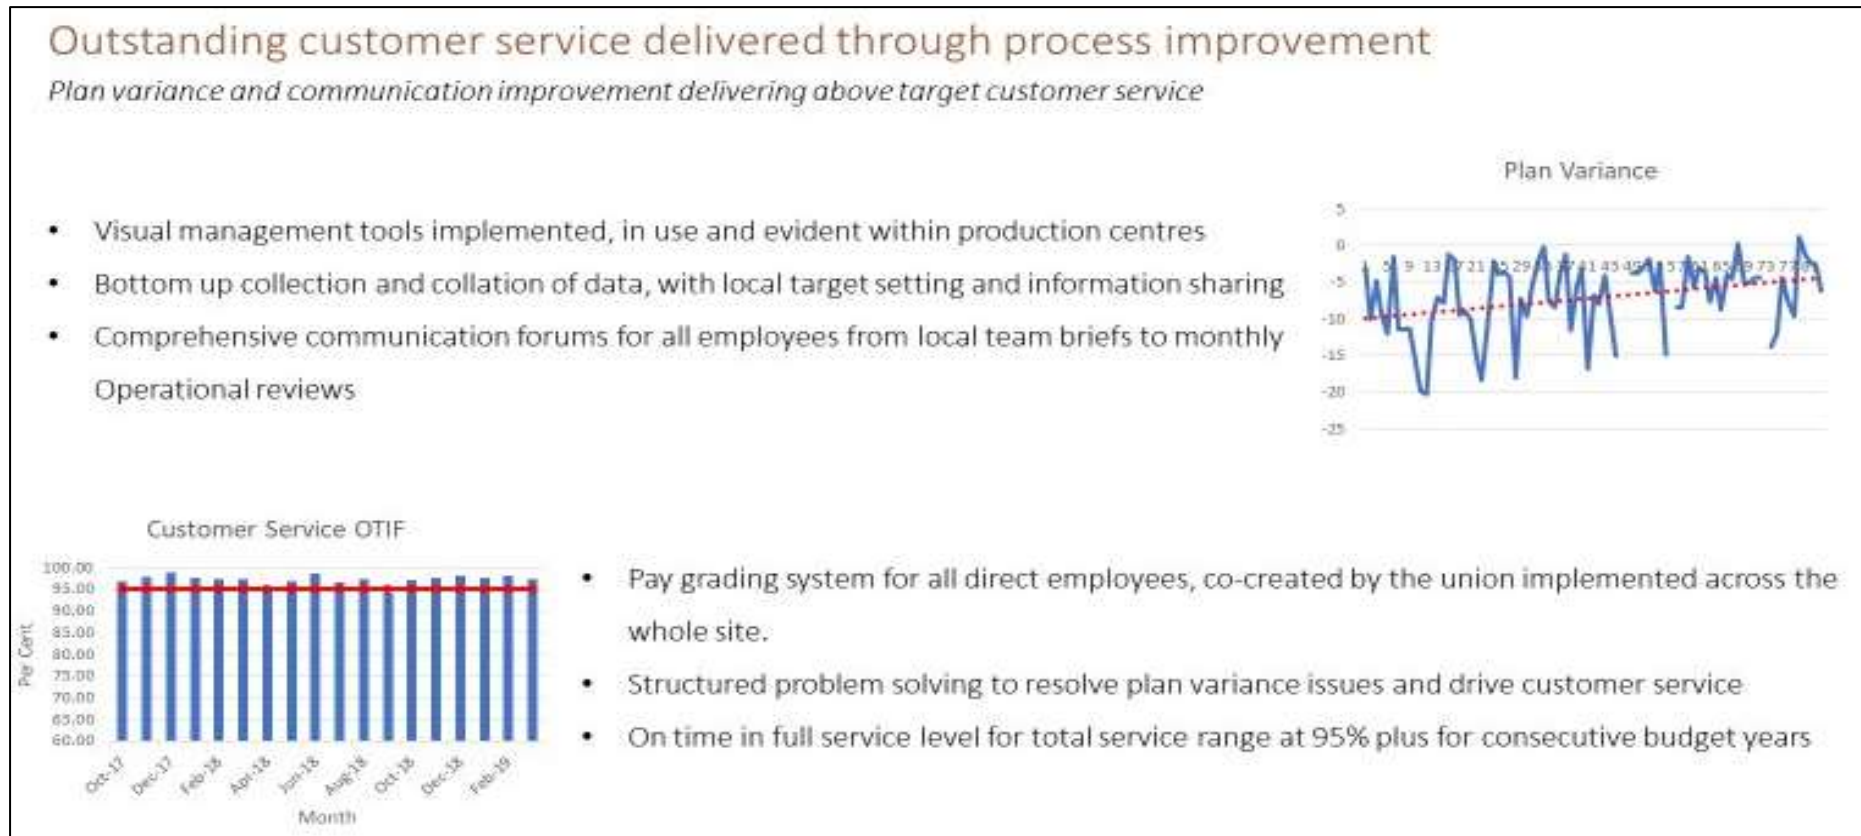 Outstanding customer service delivered through process improvement
Plan variance and communication improvement delivering above target customer service
Plan Variance
• Visual management tools implemented, in use and evident within production centres
• Bottom up collection and collation of data, with local target setting and information sharing
• Comprehensive communication forums for all employees from local team briefs to monthly
Operational reviews
5
0
-5
-10
-15
-20
-25
9 13 21 29 45 73
Customer Service OTIF
100.00
95.00
90.00
85.00
80.00
75.00
70.00
65.00
60.00
Per Cent
Oct-17 Dec-17 Feb-18 Apr-18 Jun-18 Aug-18 Oct-18 Dec-18 Feb-19
Month
• Pay grading system for all direct employees, co-created by the union implemented across the
whole site.
• Structured problem solving to resolve plan variance issues and drive customer service
• On time in full service level for total service range at 95% plus for consecutive budget years